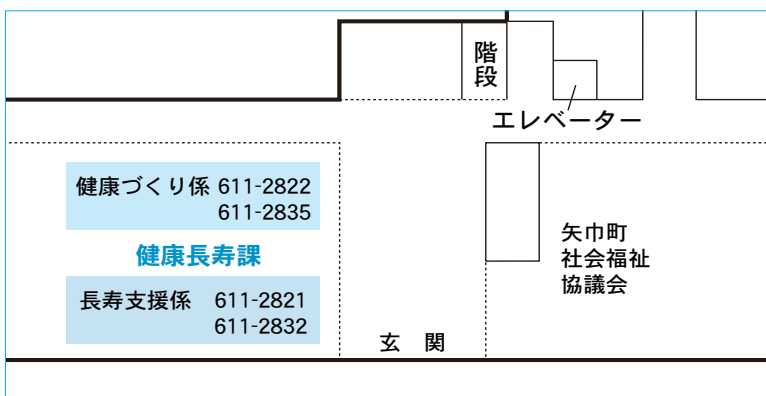 階段
エレベーター
健康づくり係 611-2822
611-2835
健康長寿課
長寿支援係 611-2821
611-2832
矢巾町
社会福祉
協議会
玄 関